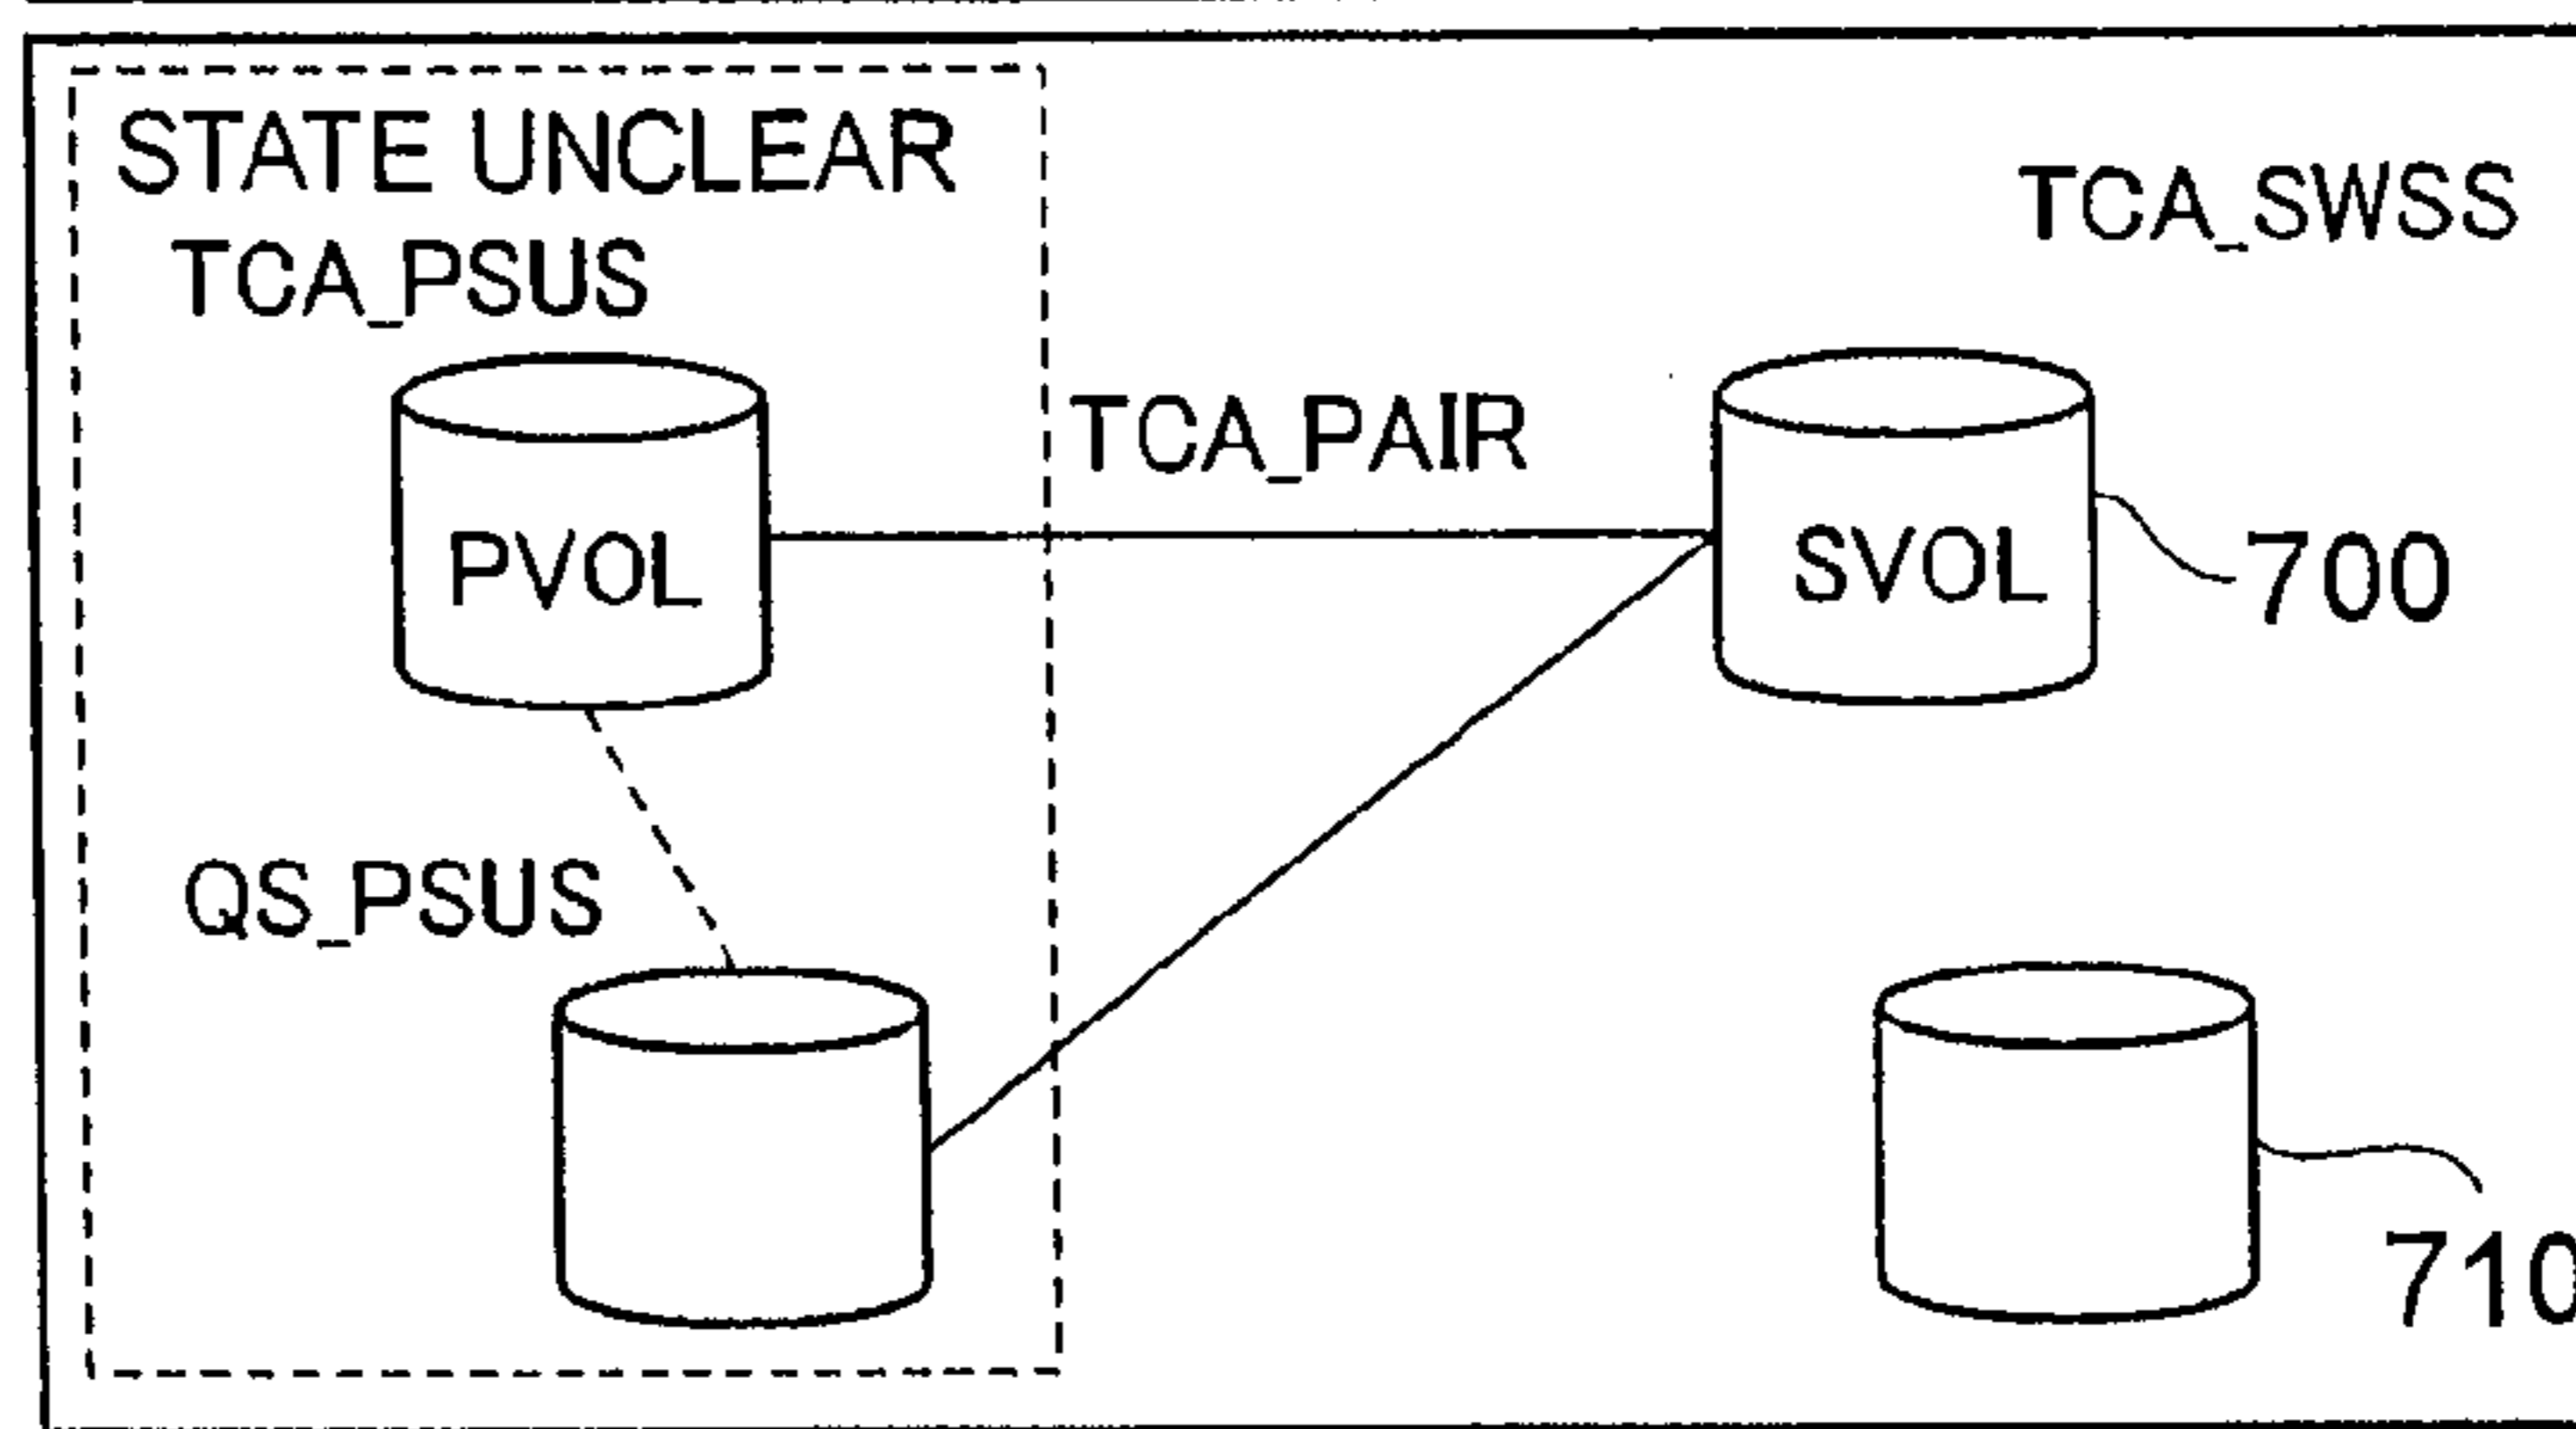 STATE UNCLEAR
TCA_PSUS
TCA_SWSS
TCA_PAIR
PVOL
SVOL
700
QS_PSUS
710